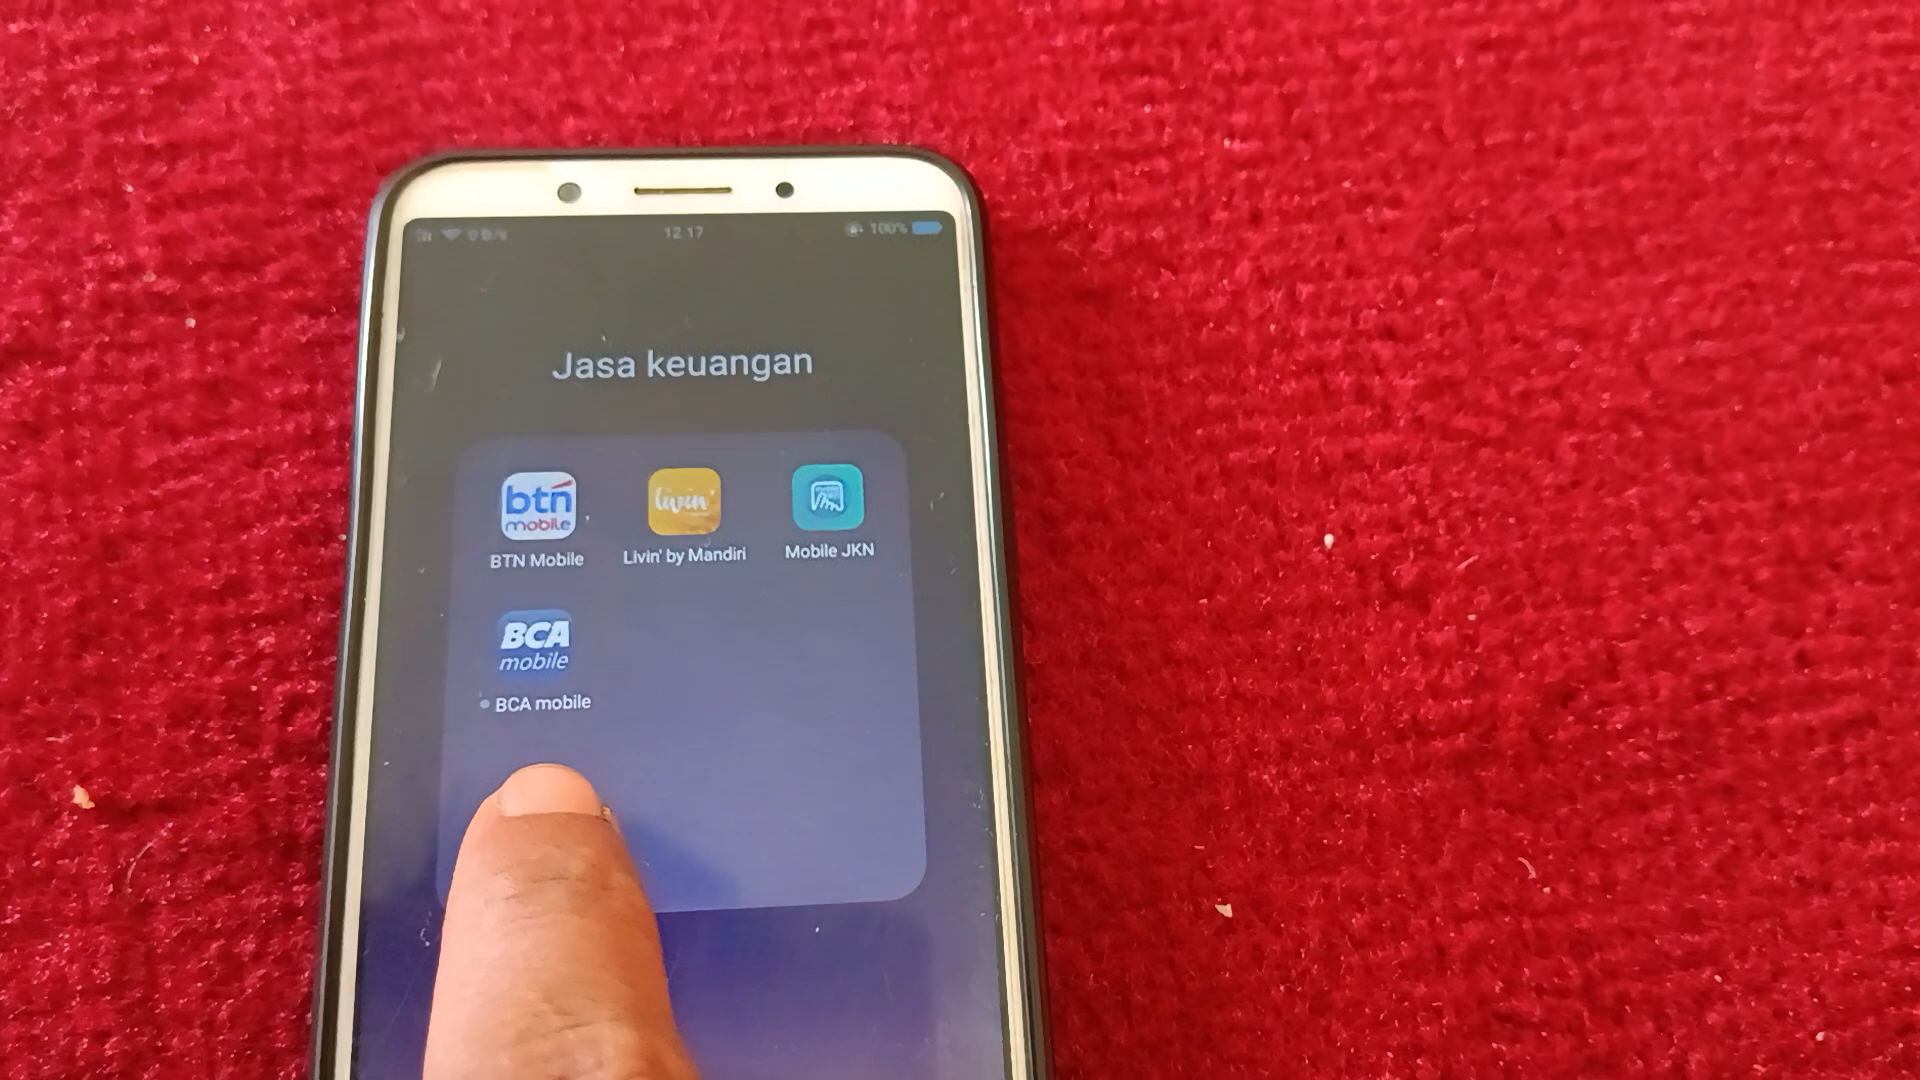 0 B/s 12.17 100%
Jasa keuangan
btn
mobile
livin'
BTN Mobile Livin' by Mandiri Mobile JKN
BCA
mobile
BCA mobile